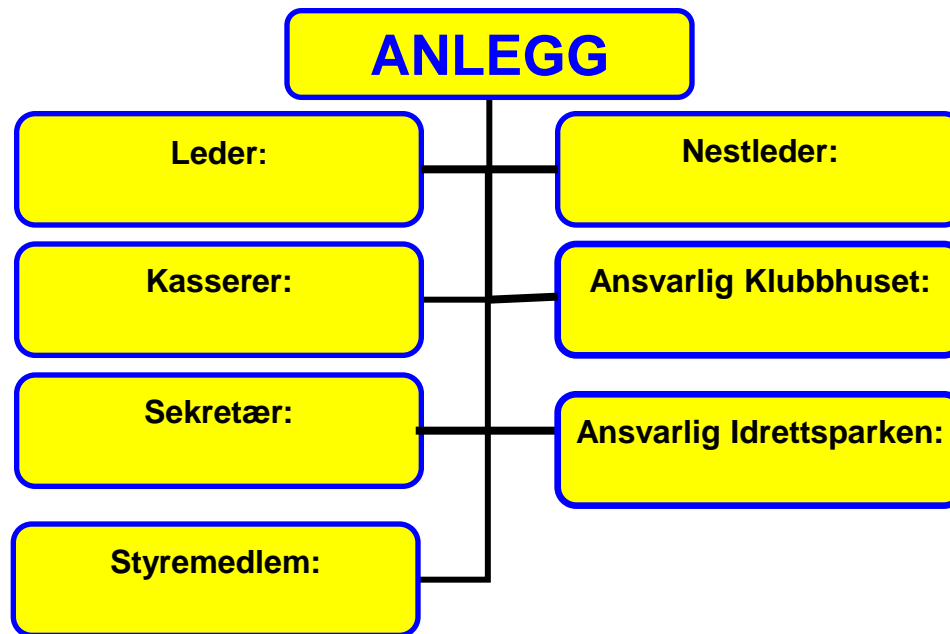 ANLEGG
Leder:
Nestleder:
Kasserer:
Ansvarlig Klubbhuset:
Sekretær:
Ansvarlig Idrettsparken:
Styremedlem: